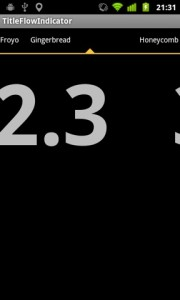 21:31
TitleFlowIndicator
Froyo Gingerbread Honeycomb
2.3